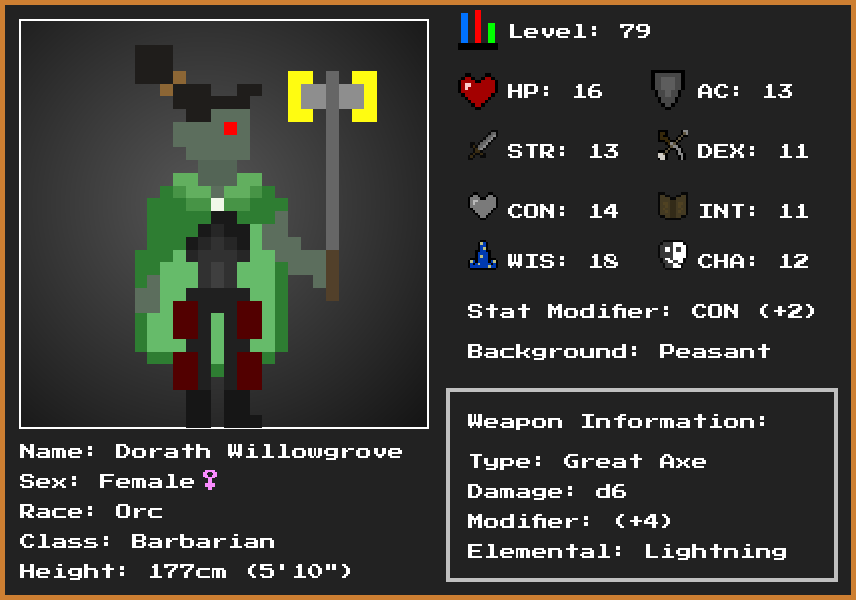 Level: 79
HP: 16 AC: 13
STR: 13 DEX: 11
CON: 14 INT: 11
WIS: 18 CHA: 12
Stat Modifier: CON (+2)
Background: Peasant
Weapon Information:
Type: Great Axe
Damage: d6
Modifier: (+4)
Elemental: Lightning
Name: Dorath Willowgrove
Sex: Female♀
Race: Orc
Class: Barbarian
Height: 177cm (5'10")